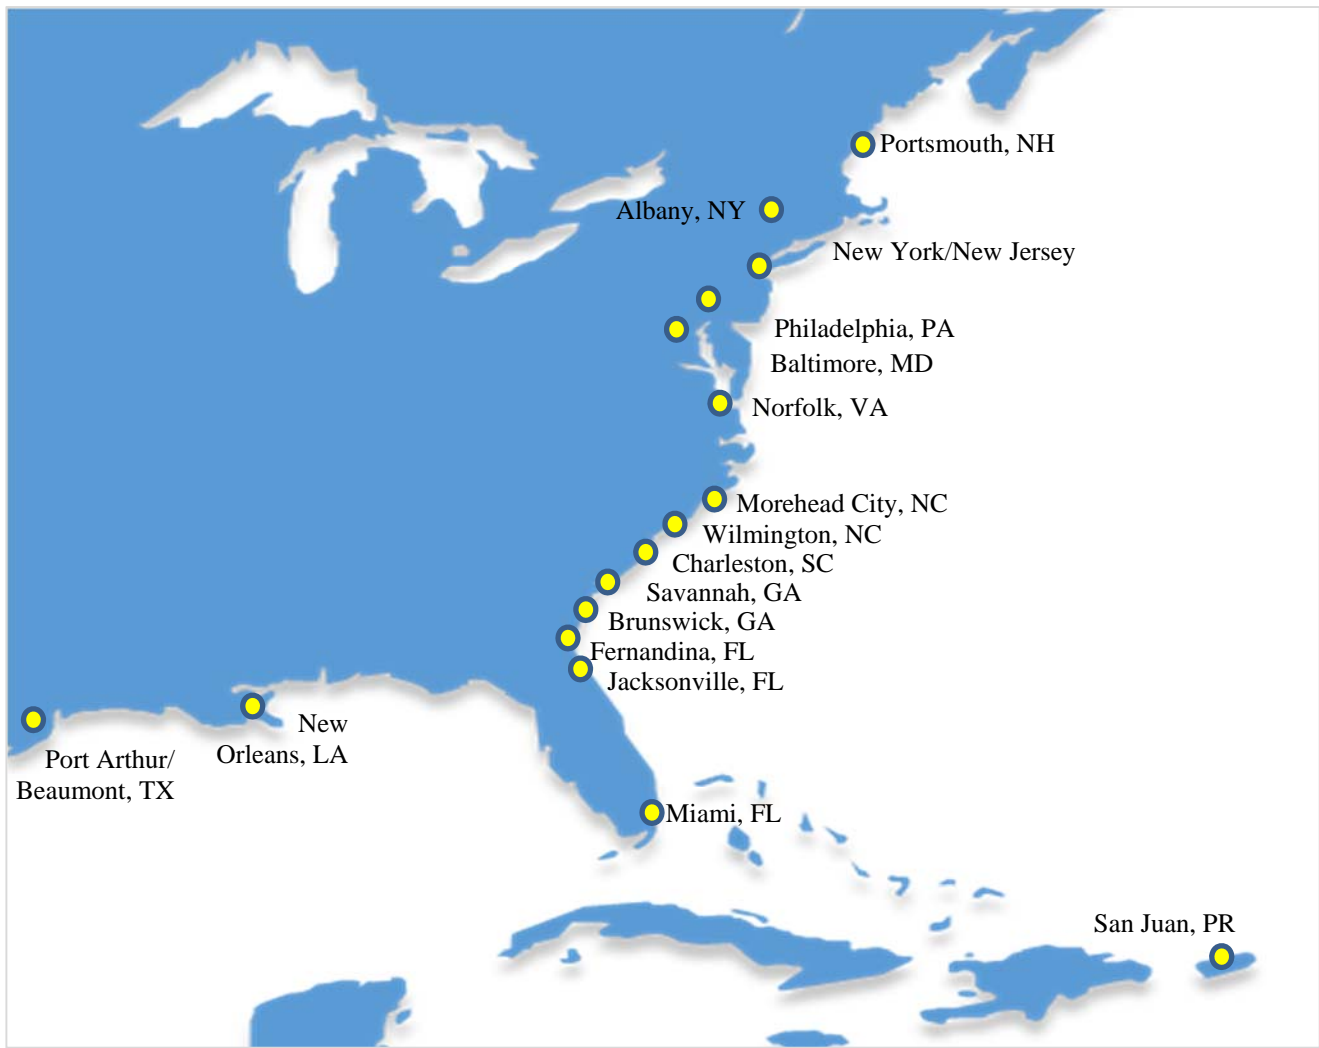 Portsmouth, NH
Albany, NY
New York/New Jersey
Philadelphia, PA
Baltimore, MD
Norfolk, VA
Morehead City, NC
Wilmington, NC
Charleston, SC
Savannah, GA
Brunswick, GA
Fernandina, FL
Jacksonville, FL
New
Orleans, LA
Port Arthur/
Beaumont, TX
Miami, FL
San Juan, PR